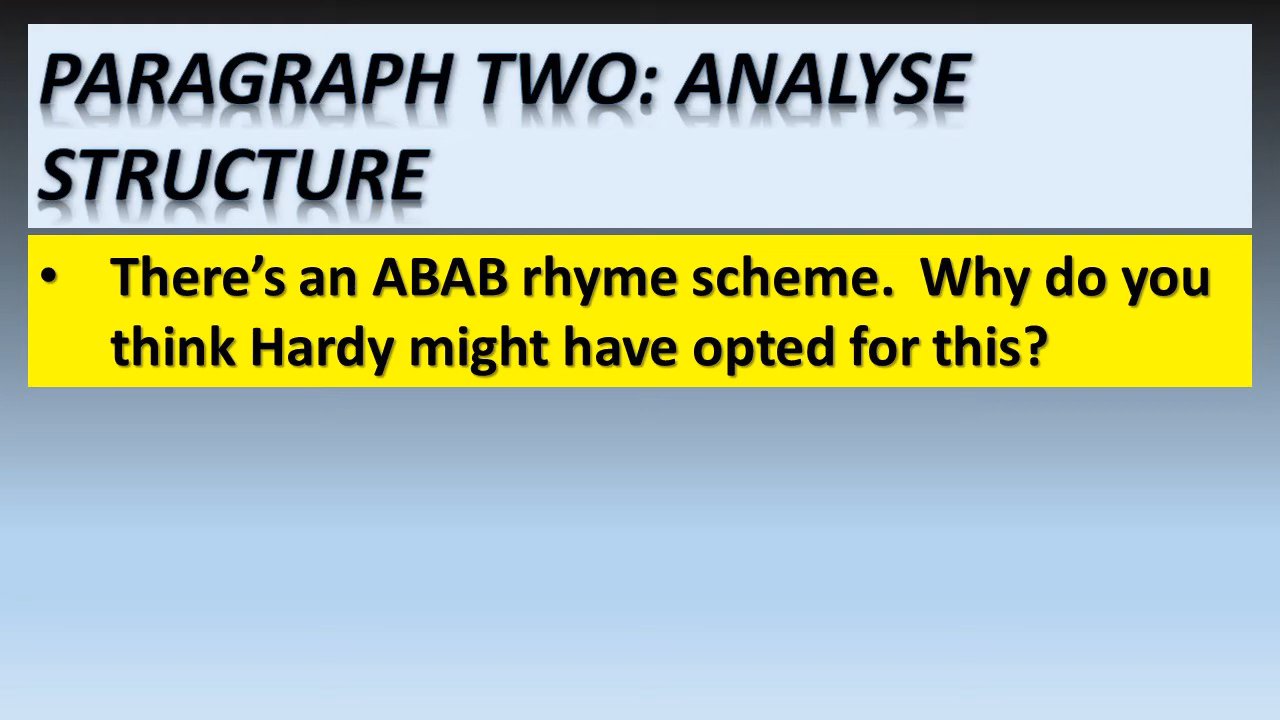 PARAGRAPH TWO: ANALYSE
STRUCTURE
• There’s an ABAB rhyme scheme.  Why do you
think Hardy might have opted for this?